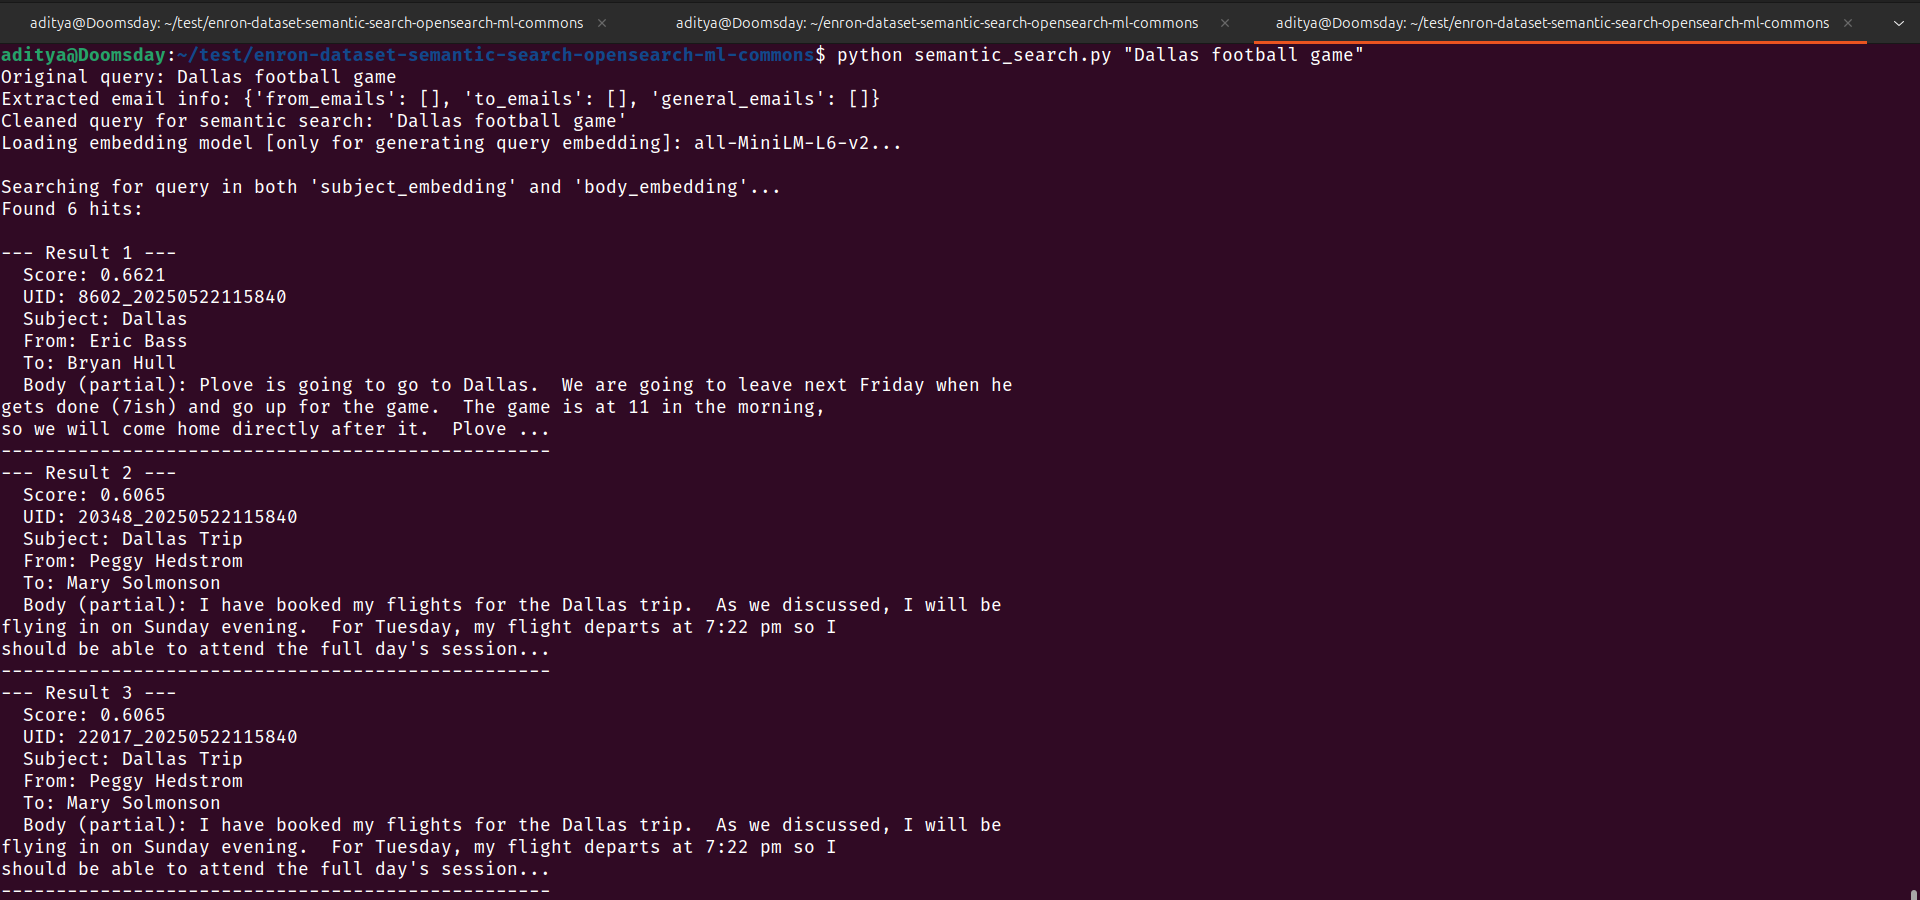 aditya@Doomsday: ~/test/enron-dataset-semantic-search-opensearch-ml-commons × aditya@Doomsday: ~/enron-dataset-semantic-search-opensearch-ml-commons × aditya@Doomsday: ~/test/enron-dataset-semantic-search-opensearch-ml-commons ×
aditya@Doomsday:~/test/enron-dataset-semantic-search-opensearch-ml-commons$ python semantic_search.py "Dallas football game"
Original query: Dallas football game
Extracted email info: {'from_emails': [], 'to_emails': [], 'general_emails': []}
Cleaned query for semantic search: 'Dallas football game'
Loading embedding model [only for generating query embedding]: all-MiniLM-L6-v2...

Searching for query in both 'subject_embedding' and 'body_embedding'...
Found 6 hits:

--- Result 1 ---
  Score: 0.6621
  UID: 8602_20250522115840
  Subject: Dallas
  From: Eric Bass
  To: Bryan Hull
  Body (partial): Plove is going to go to Dallas.  We are going to leave next Friday when he
gets done (7ish) and go up for the game.  The game is at 11 in the morning,
so we will come home directly after it.  Plove ...
--------------------------------------------------
--- Result 2 ---
  Score: 0.6065
  UID: 20348_20250522115840
  Subject: Dallas Trip
  From: Peggy Hedstrom
  To: Mary Solmonson
  Body (partial): I have booked my flights for the Dallas trip.  As we discussed, I will be
flying in on Sunday evening.  For Tuesday, my flight departs at 7:22 pm so I
should be able to attend the full day's session...
--------------------------------------------------
--- Result 3 ---
  Score: 0.6065
  UID: 22017_20250522115840
  Subject: Dallas Trip
  From: Peggy Hedstrom
  To: Mary Solmonson
  Body (partial): I have booked my flights for the Dallas trip.  As we discussed, I will be
flying in on Sunday evening.  For Tuesday, my flight departs at 7:22 pm so I
should be able to attend the full day's session...
--------------------------------------------------